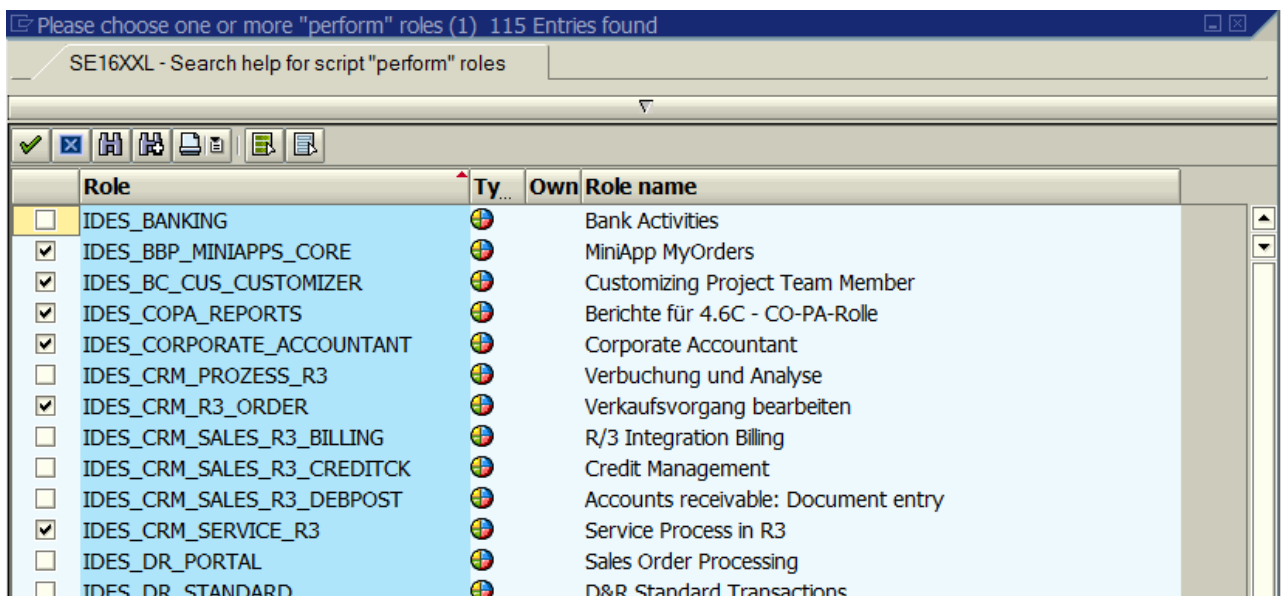 Please choose one or more "perform" roles (1) 115 Entries found
SE16XXL - Search help for script "perform" roles
Role Ty... Own Role name
IDES_BANKING Bank Activities
IDES_BBP_MINIAPPS_CORE MiniApp MyOrders
IDES_BC_CUS_CUSTOMIZER Customizing Project Team Member
IDES_COPA_REPORTS Berichte für 4.6C - CO-PA-Rolle
IDES_CORPORATE_ACCOUNTANT Corporate Accountant
IDES_CRM_PROZESS_R3 Verbuchung und Analyse
IDES_CRM_R3_ORDER Verkaufsvorgang bearbeiten
IDES_CRM_SALES_R3_BILLING R/3 Integration Billing
IDES_CRM_SALES_R3_CREDITCK Credit Management
IDES_CRM_SALES_R3_DEBPOST Accounts receivable: Document entry
IDES_CRM_SERVICE_R3 Service Process in R3
IDES_DR_PORTAL Sales Order Processing
IDES_DR_STANDARD D&R Standard Transactions